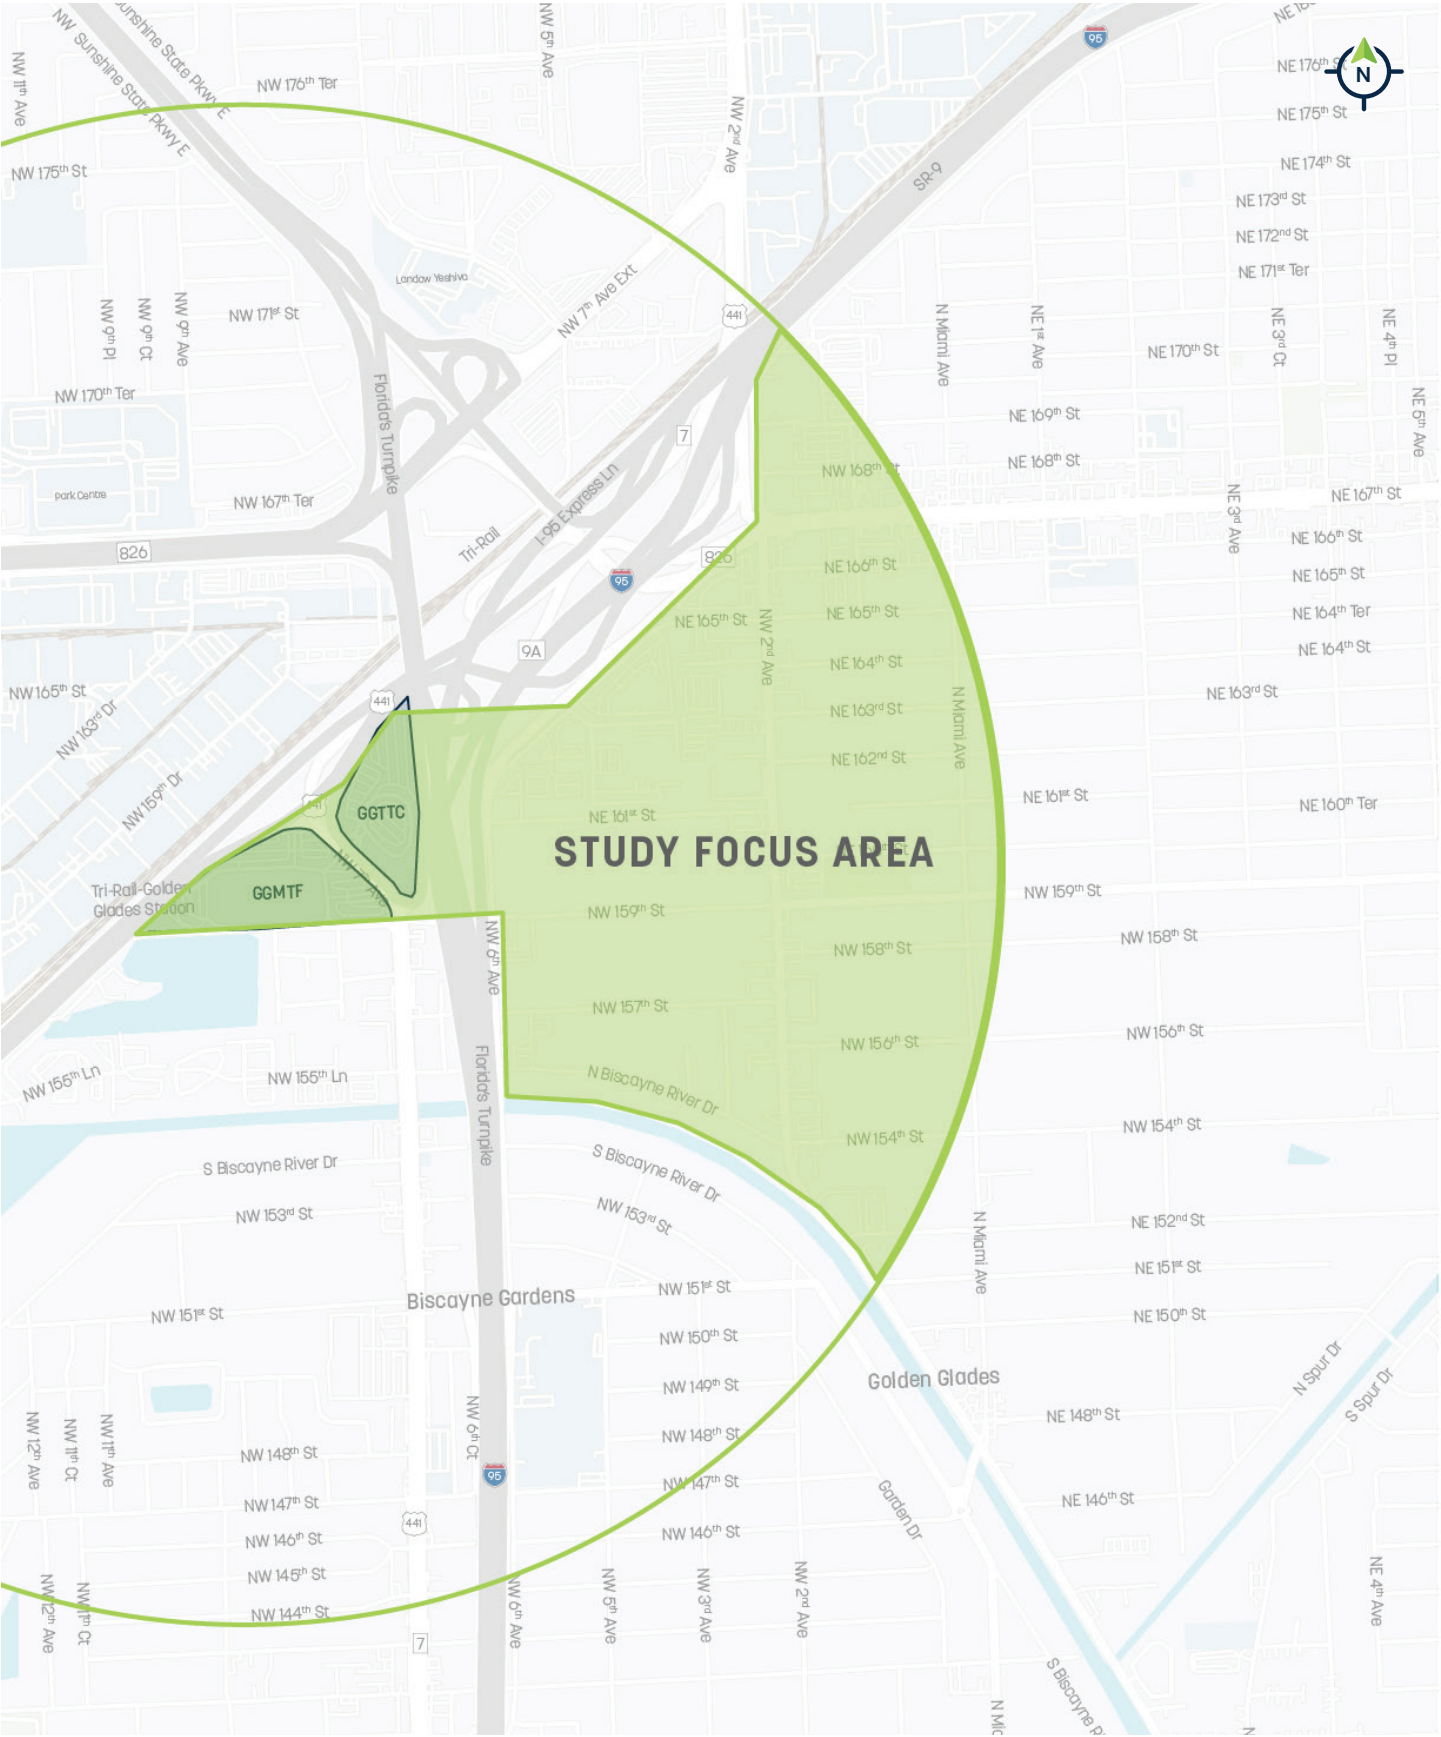 NW 11th Ave
NW Sunshine State Pkwy E
Sunshine State Pkwy E
NW 176th Ter
NW 5th Ave
NW 2nd Ave
95
N
NE 176th St
NE 175th St
NE 174th St
NE 173rd St
NE 172nd St
NE 171st Ter
SR-9
NW 175th St
Landow Yeshiva
NW 7th Ave Ext
441
NW 9th Pl
NW 9th Ct
NW 9th Ave
NW 171st St
N Miami Ave
NE 1st Ave
NE 170th St
NE 3rd Ct
NE 4th Pl
NE 5th Ave
NW 170th Ter
Florida's Turnpike
7
NE 169th St
NW 168th St
NE 168th St
Park Centre
NW 167th Ter
I-95 Express Ln
Tri-Rail
NE 3rd Ave
NE 167th St
826
826
95
NE 166th St
NE 166th St
NE 165th St
NE 165th St
NE 165th St
NE 164th Ter
NW 2nd Ave
9A
NE 164th St
NE 164th St
NW 165th St
NW 163rd Dr
441
NE 163rd St
NE 163rd St
N Miami Ave
NE 162nd St
NW 159th Dr
441
GGTTC
NE 161st St
NE 161st St
NE 160th Ter
STUDY FOCUS AREA
NW 7th Ave
GGMTF
Tri-Rail-Golden
Glades Station
NW 159th St
NW 159th St
NW 6th Ave
NW 158th St
NW 158th St
NW 157th St
NW 156th St
NW 156th St
NW 155th Ln
NW 155th Ln
Florida's Turnpike
N Biscayne River Dr
NW 154th St
NW 154th St
S Biscayne River Dr
S Biscayne River Dr
NW 153rd St
NW 153rd St
N Miami Ave
NE 152nd St
NE 151st St
NE 150th St
Biscayne Gardens
NW 151st St
NW 151st St
NW 150th St
Golden Glades
N Spur Dr
S Spur Dr
NW 149th St
NW 12th Ave
NW 11th Ct
NW 11th Ave
NW 148th St
NW 6th Ct
NW 148th St
NE 148th St
95
NW 147th St
NW 147th St
Garden Dr
NE 146th St
441
NW 146th St
NW 146th St
NW 145th St
NW 144th St
NW 12th Ave
NW 11th Ct
7
NW 6th Ave
NW 5th Ave
NW 3rd Ave
NW 2nd Ave
NE 4th Ave
S Biscayne R
N Mic
N